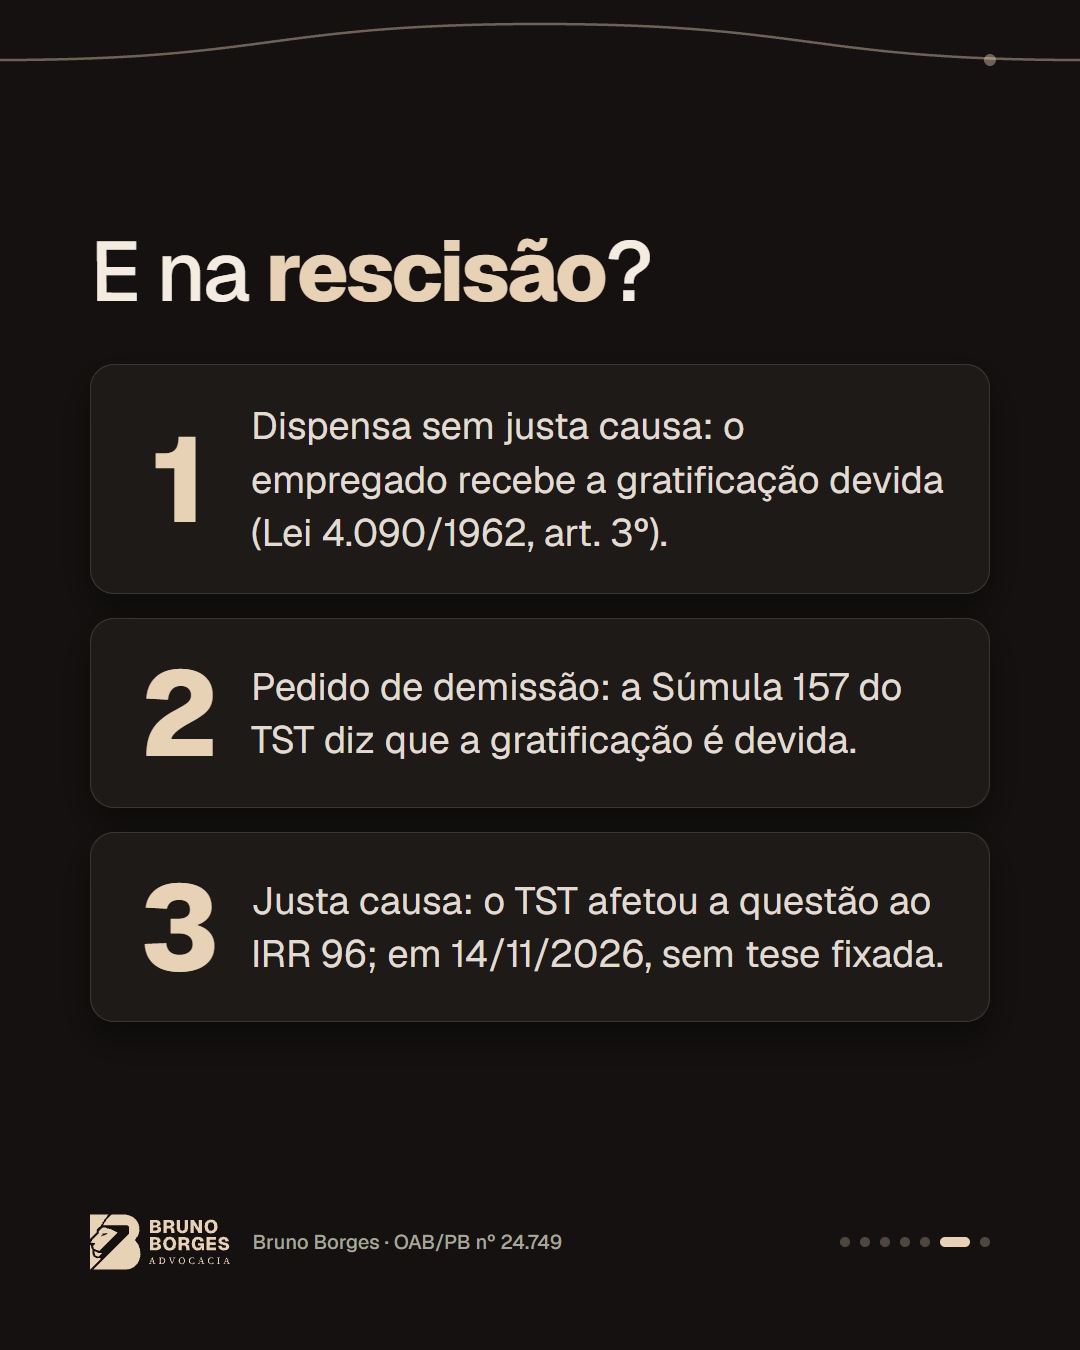 E na rescisão?
1
Dispensa sem justa causa: o
empregado recebe a gratificação devida
(Lei 4.090/1962, art. 3º).
2
Pedido de demissão: a Súmula 157 do
TST diz que a gratificação é devida.
3
Justa causa: o TST afetou a questão ao
IRR 96; em 14/11/2026, sem tese fixada.
BRUNO
BORGES
ADVOCACIA
Bruno Borges · OAB/PB nº 24.749